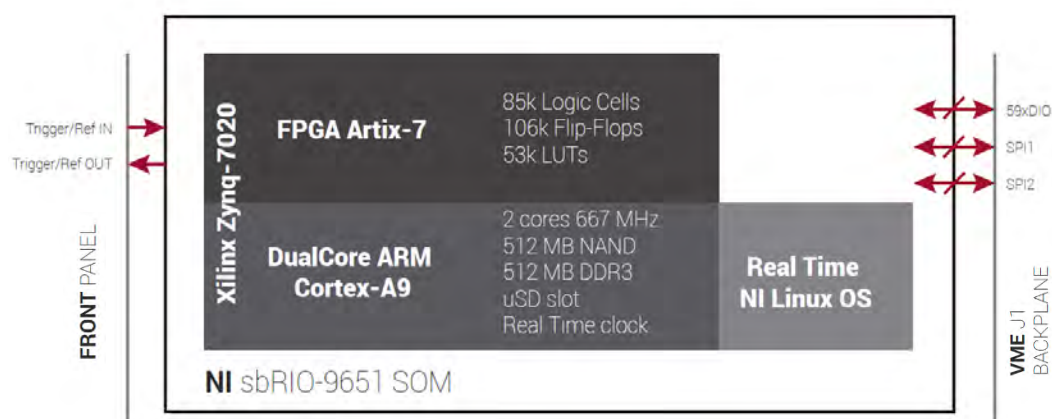 Trigger/Ref IN
Trigger/Ref OUT
FRONT PANEL
Xilinx Zynq-7020
FPGA Artix-7
85k Logic Cells
106k Flip-Flops
53k LUTs
DualCore ARM
Cortex-A9
2 cores 667 MHz
512 MB NAND
512 MB DDR3
uSD slot
Real Time clock
Real Time
NI Linux OS
NI sbRIO-9651 SOM
59xDIO
SPI1
SPI2
VME J1
BACKPLANE